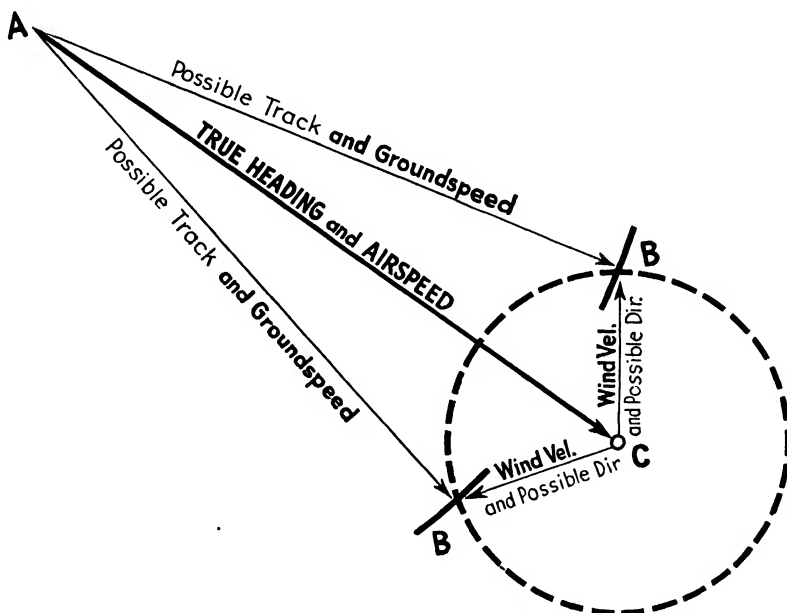 A
Possible Track and Groundspeed
TRUE HEADING and AIRSPEED
Possible Track and Groundspeed
B
Wind Vel.
and Possible Dir.
C
Wind Vel.
and Possible Dir
B